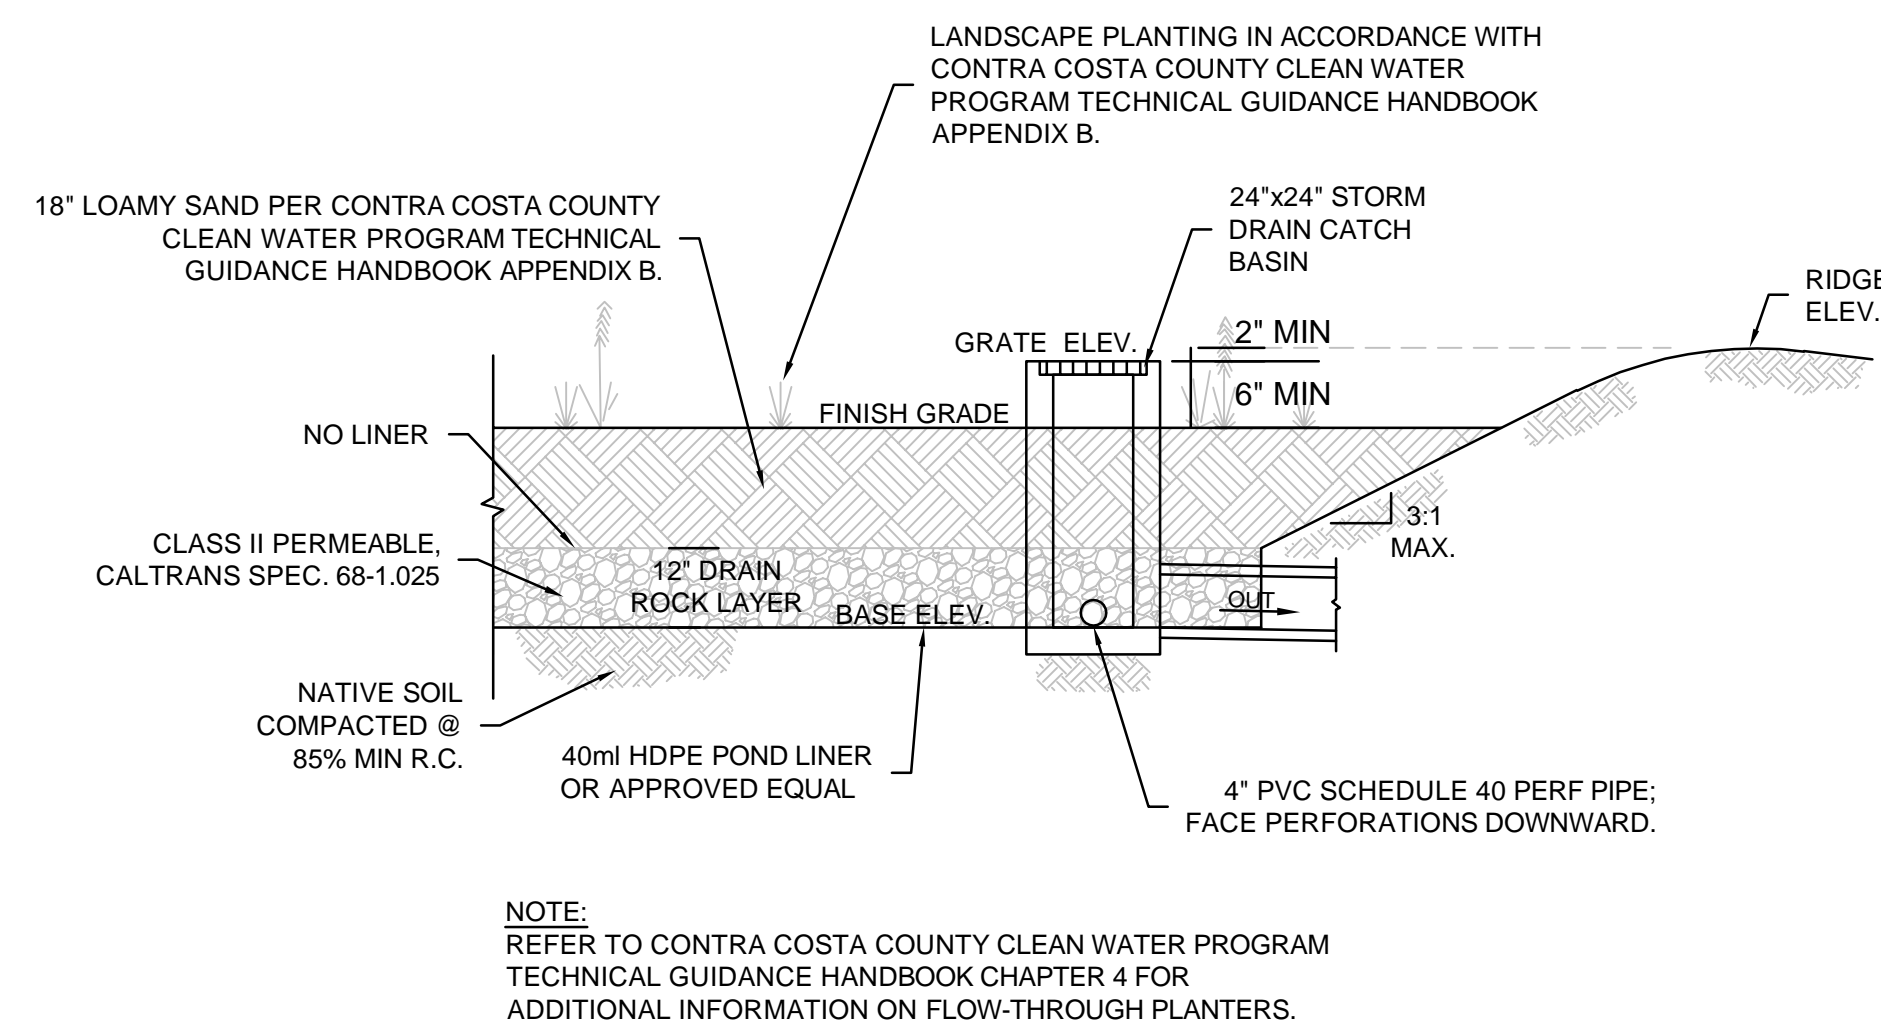 LANDSCAPE PLANTING IN ACCORDANCE WITH
CONTRA COSTA COUNTY CLEAN WATER
PROGRAM TECHNICAL GUIDANCE HANDBOOK
APPENDIX B.
18" LOAMY SAND PER CONTRA COSTA COUNTY
CLEAN WATER PROGRAM TECHNICAL
GUIDANCE HANDBOOK APPENDIX B.
24"x24" STORM
DRAIN CATCH
BASIN
RIDGE
ELEV.
GRATE ELEV.
2" MIN
6" MIN
FINISH GRADE
NO LINER
CLASS II PERMEABLE,
CALTRANS SPEC. 68-1.025
3:1
MAX.
12" DRAIN
ROCK LAYER
BASE ELEV.
OUT
NATIVE SOIL
COMPACTED @
85% MIN R.C.
40ml HDPE POND LINER
OR APPROVED EQUAL
4" PVC SCHEDULE 40 PERF PIPE;
FACE PERFORATIONS DOWNWARD.
NOTE:
REFER TO CONTRA COSTA COUNTY CLEAN WATER PROGRAM
TECHNICAL GUIDANCE HANDBOOK CHAPTER 4 FOR
ADDITIONAL INFORMATION ON FLOW-THROUGH PLANTERS.